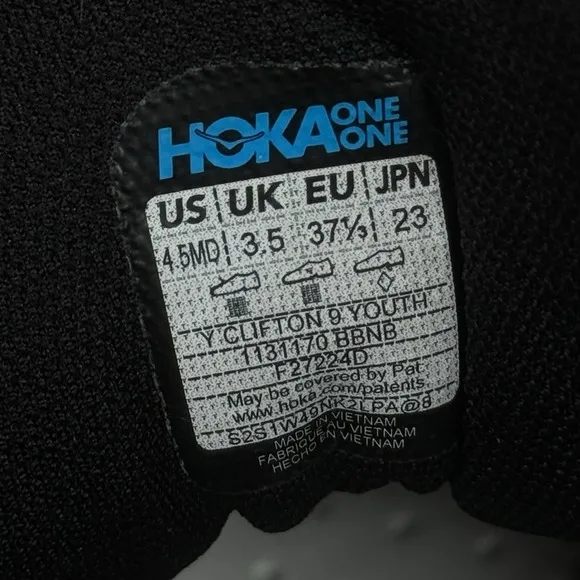 HOKA ONE ONE
US UK EU JPN
4.5MD 3.5 37⅓ 23
Y CLIFTON 9 YOUTH
1131170 BBNB
F27224D
May be covered by Pat.
www.hoka.com/patents
S2S1W49NK2LPA@8
MADE IN VIETNAM
FABRIQUÉ AU VIETNAM
HECHO EN VIETNAM